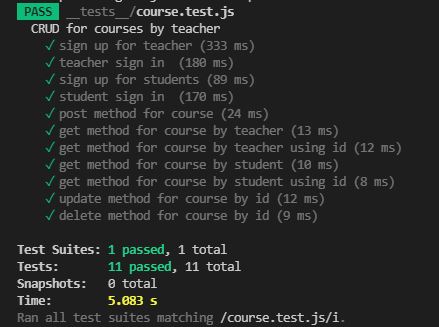 PASS __tests__/course.test.js
CRUD for courses by teacher
✓ sign up for teacher (333 ms)
✓ teacher sign in (180 ms)
✓ sign up for students (89 ms)
✓ student sign in (170 ms)
✓ post method for course (24 ms)
✓ get method for course by teacher (13 ms)
✓ get method for course by teacher using id (12 ms)
✓ get method for course by student (10 ms)
✓ get method for course by student using id (8 ms)
✓ update method for course by id (12 ms)
✓ delete method for course by id (9 ms)
Test Suites: 1 passed, 1 total
Tests: 11 passed, 11 total
Snapshots: 0 total
Time: 5.083 s
Ran all test suites matching /course.test.js/i.